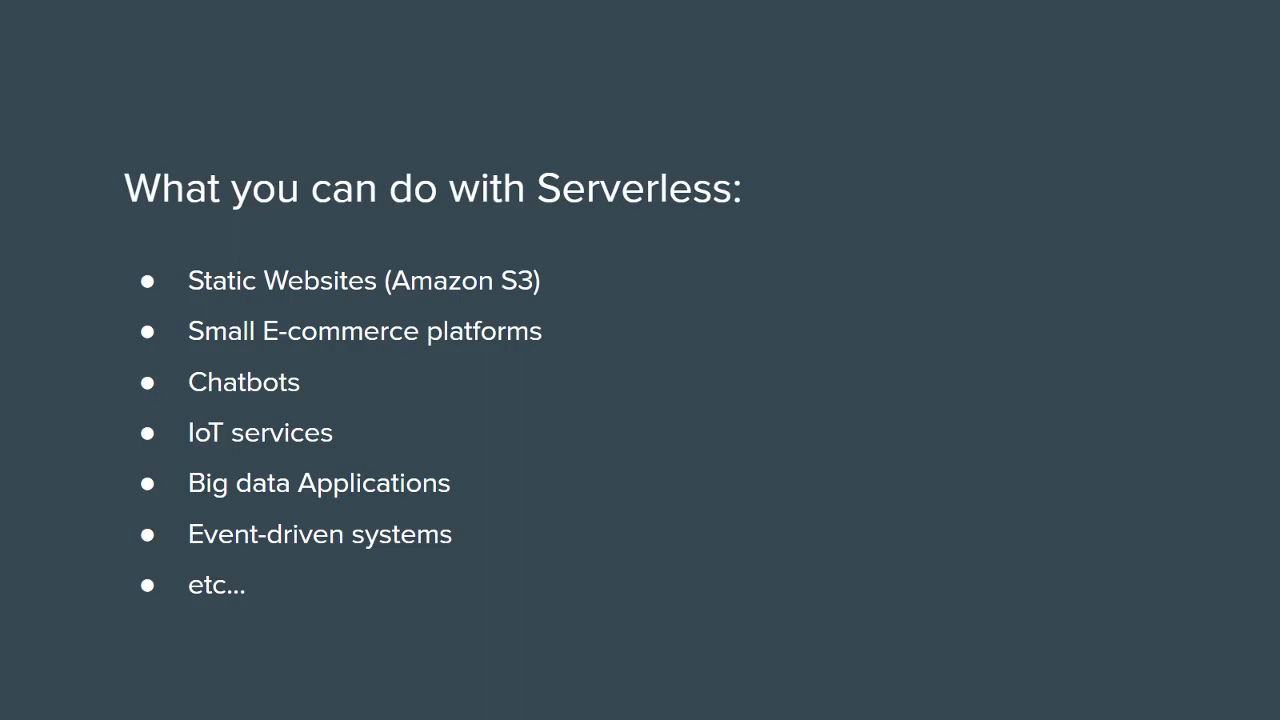 What you can do with Serverless:
● Static Websites (Amazon S3)
● Small E-commerce platforms
● Chatbots
● IoT services
● Big data Applications
● Event-driven systems
● etc...